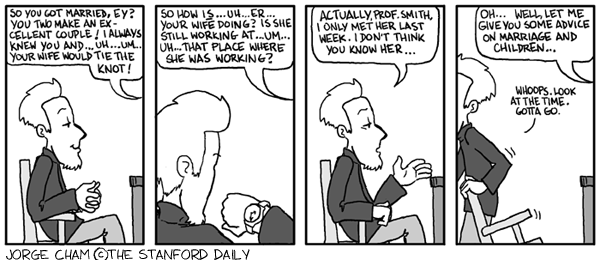 SO YOU GOT MARRIED, EY?
YOU TWO MAKE AN EX-
CELLENT COUPLE! I ALWAYS
KNEW YOU AND... UH...UM...
YOUR WIFE WOULD TIE THE
KNOT!
SO HOW IS...UH...ER...
YOUR WIFE DOING? IS SHE
STILL WORKING AT...UM...
UH...THAT PLACE WHERE
SHE WAS WORKING?
ACTUALLY, PROF. SMITH,
I ONLY MET HER LAST
WEEK. I DON'T THINK
YOU KNOW HER...
OH... WELL, LET ME
GIVE YOU SOME ADVICE
ON MARRIAGE AND
CHILDREN...
WHOOPS. LOOK
AT THE TIME.
GOTTA GO.
JORGE CHAM ©THE STANFORD DAILY